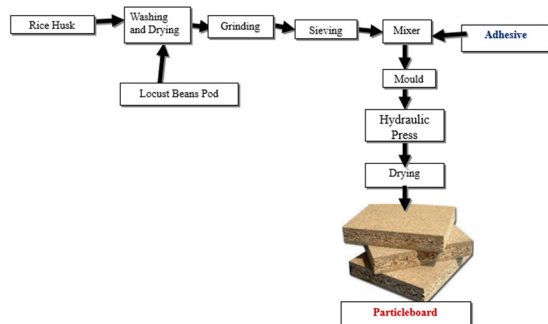 Rice Husk
Washing
and Drying
Grinding
Sieving
Mixer
Adhesive
Locust Beans Pod
Mould
Hydraulic
Press
Drying
Particleboard